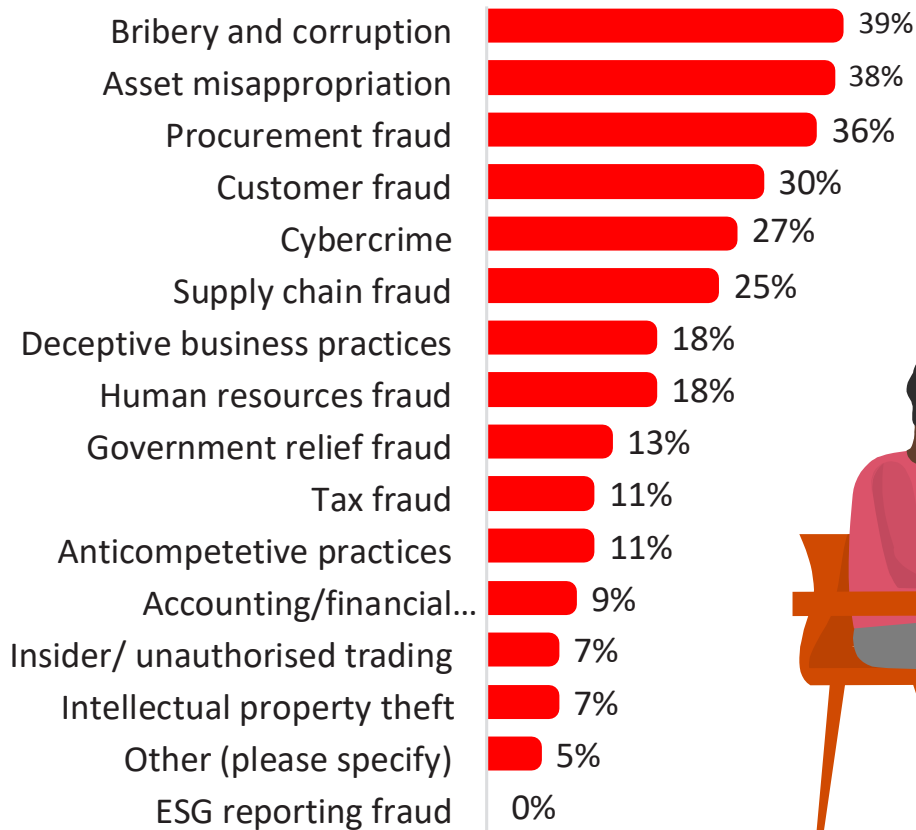 Bribery and corruption 39%
Asset misappropriation 38%
Procurement fraud 36%
Customer fraud 30%
Cybercrime 27%
Supply chain fraud 25%
Deceptive business practices 18%
Human resources fraud 18%
Government relief fraud 13%
Tax fraud 11%
Anticompetetive practices 11%
Accounting/financial... 9%
Insider/ unauthorised trading 7%
Intellectual property theft 7%
Other (please specify) 5%
ESG reporting fraud 0%